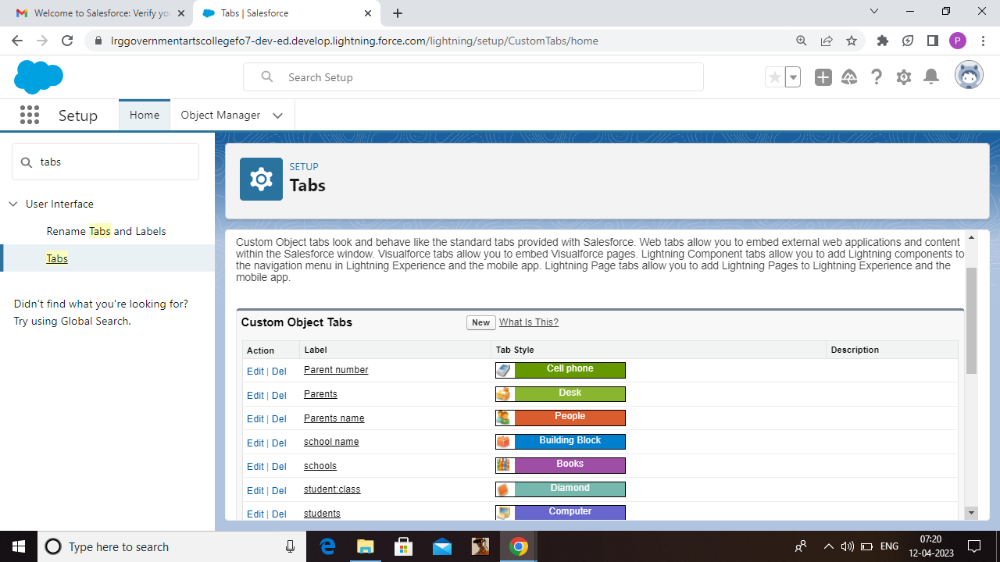 Welcome to Salesforce: Verify you
Tabs | Salesforce
lrggovernmentartscollegefo7-dev-ed.develop.lightning.force.com/lightning/setup/CustomTabs/home
P
Search Setup
Setup
Home
Object Manager
tabs
User Interface
Rename Tabs and Labels
Tabs
Didn't find what you're looking for?
Try using Global Search.
SETUP
Tabs
Custom Object tabs look and behave like the standard tabs provided with Salesforce. Web tabs allow you to embed external web applications and content
within the Salesforce window. Visualforce tabs allow you to embed Visualforce pages. Lightning Component tabs allow you to add Lightning components to
the navigation menu in Lightning Experience and the mobile app. Lightning Page tabs allow you to add Lightning Pages to Lightning Experience and the
mobile app.
Custom Object Tabs New What Is This?
Action Label Tab Style Description
Edit | Del Parent number Cell phone
Edit | Del Parents Desk
Edit | Del Parents name People
Edit | Del school name Building Block
Edit | Del schools Books
Edit | Del student:class Diamond
Edit | Del students Computer
Type here to search
ENG
07:20
12-04-2023